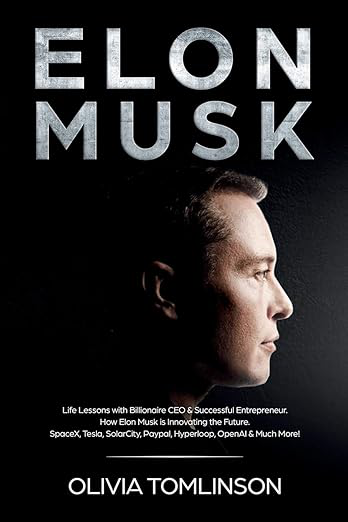 ELON
MUSK
Life Lessons with Billionaire CEO & Successful Entrepreneur.
How Elon Musk is Innovating the Future.
SpaceX, Tesla, SolarCity, Paypal, Hyperloop, OpenAI & Much More!
OLIVIA TOMLINSON